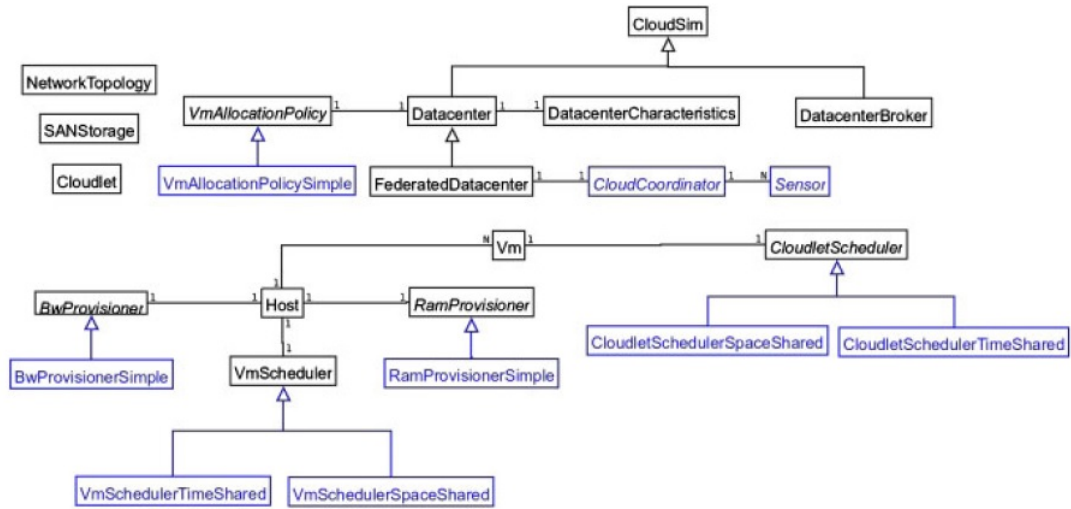 CloudSim
NetworkTopology
VmAllocationPolicy 1 1 Datacenter 1 1 DatacenterCharacteristics
DatacenterBroker
SANStorage
Cloudlet
VmAllocationPolicySimple
FederatedDatacenter 1 1 CloudCoordinator 1 N Sensor
N Vm 1 1 CloudletScheduler
1
BwProvisioner 1 1 Host 1 1 RamProvisioner
1
1
CloudletSchedulerSpaceShared
CloudletSchedulerTimeShared
BwProvisionerSimple
VmScheduler
RamProvisionerSimple
VmSchedulerTimeShared
VmSchedulerSpaceShared